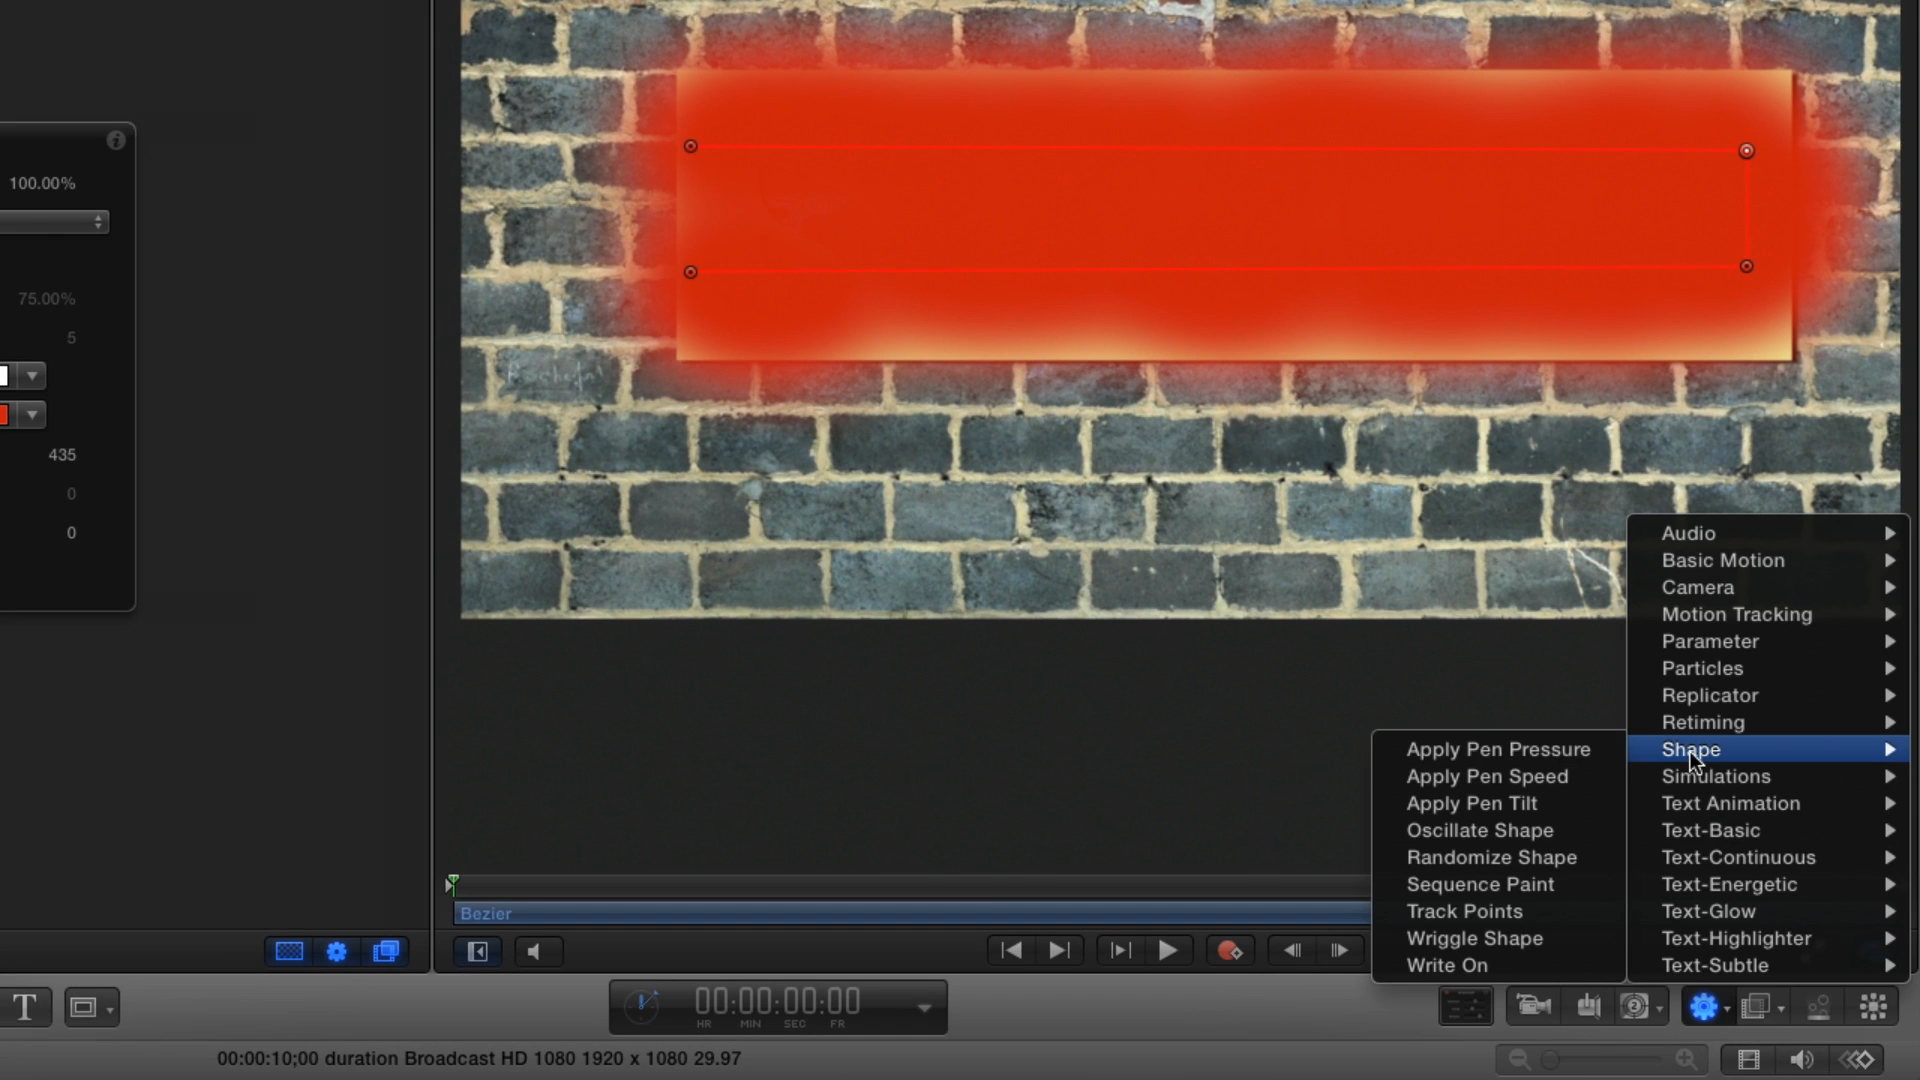 100.00%
75.00%
5
435
0
0
Audio
Basic Motion
Camera
Motion Tracking
Parameter
Particles
Replicator
Retiming
Shape
Simulations
Text Animation
Text-Basic
Text-Continuous
Text-Energetic
Text-Glow
Text-Highlighter
Text-Subtle
Apply Pen Pressure
Apply Pen Speed
Apply Pen Tilt
Oscillate Shape
Randomize Shape
Sequence Paint
Track Points
Wriggle Shape
Write On
Bezier
T
00:00:00:00
HR MIN SEC FR
2
00:00:10;00 duration Broadcast HD 1080 1920 x 1080 29.97